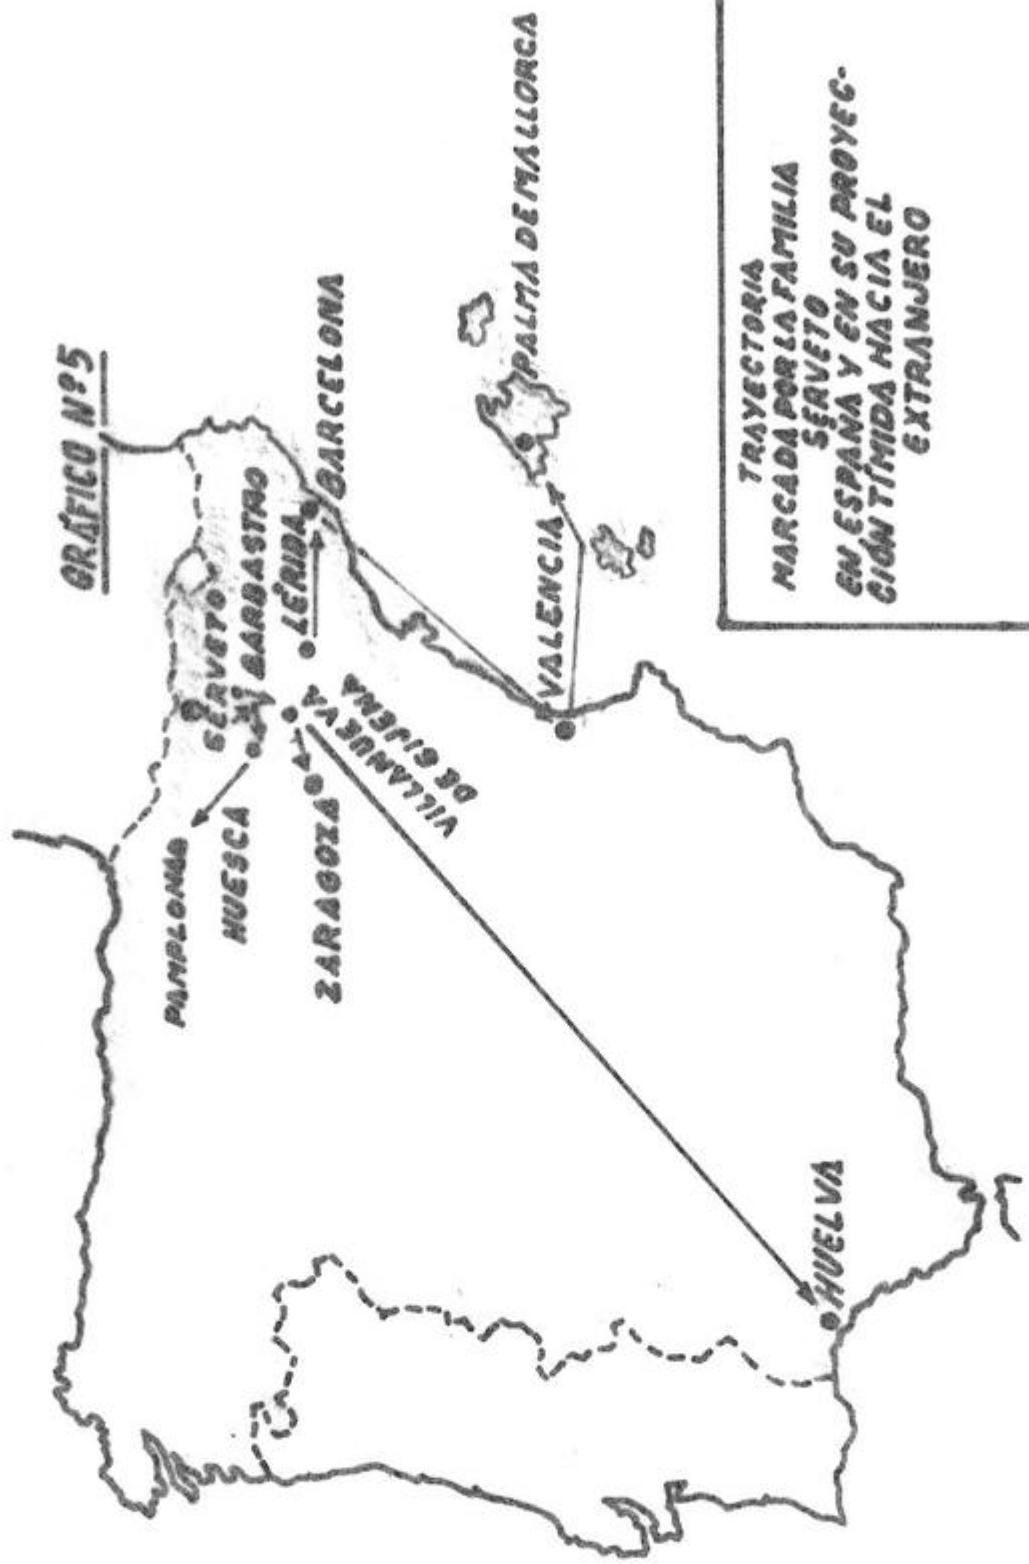 GRÁFICO Nº5
PAMPLONA
SERVETO
HUESCA
BARBASTRO
LÉRIDA
BARCELONA
ZARAGOZA
VILLANUEVA
DE SIJENA
PALMA DE MALLORCA
VALENCIA
HUELVA
TRAYECTORIA
MARCADA POR LA FAMILIA
SERVETO
EN ESPAÑA Y EN SU PROYEC-
CIÓN TÍMIDA HACIA EL
EXTRANJERO